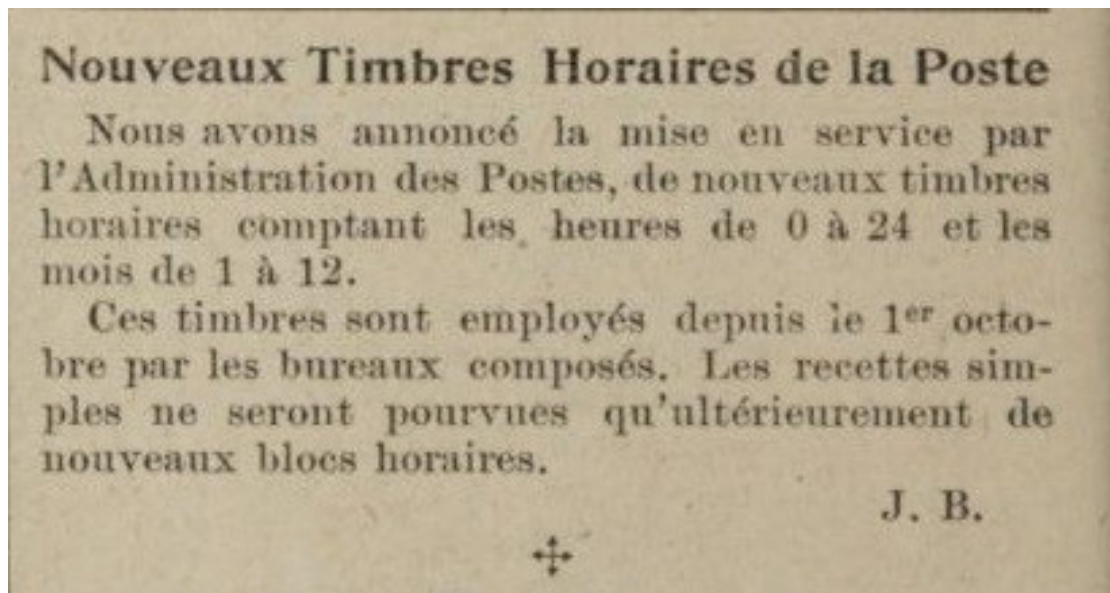 Nouveaux Timbres Horaires de la Poste
Nous avons annoncé la mise en service par
l'Administration des Postes, de nouveaux timbres
horaires comptant les heures de 0 à 24 et les
mois de 1 à 12.
Ces timbres sont employés depuis le 1er octo-
bre par les bureaux composés. Les recettes sim-
ples ne seront pourvues qu'ultérieurement de
nouveaux blocs horaires.
J. B.